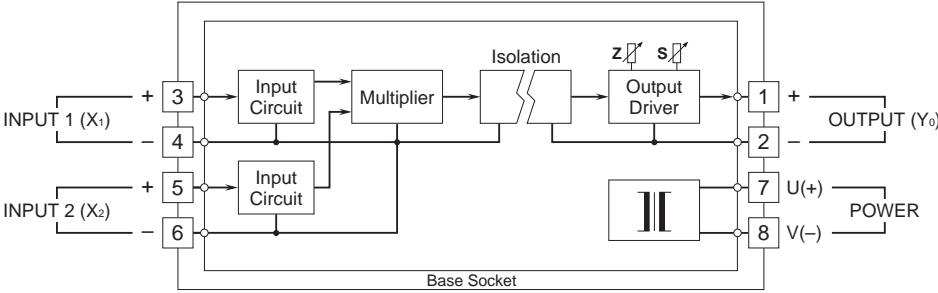 Isolation
Z S
Input
Circuit
Multiplier
Output
Driver
+ 3
1 +
INPUT 1 (X1)
OUTPUT (Y0)
− 4
2 −
+ 5
Input
Circuit
7 U(+)
INPUT 2 (X2)
POWER
− 6
8 V(−)
Base Socket